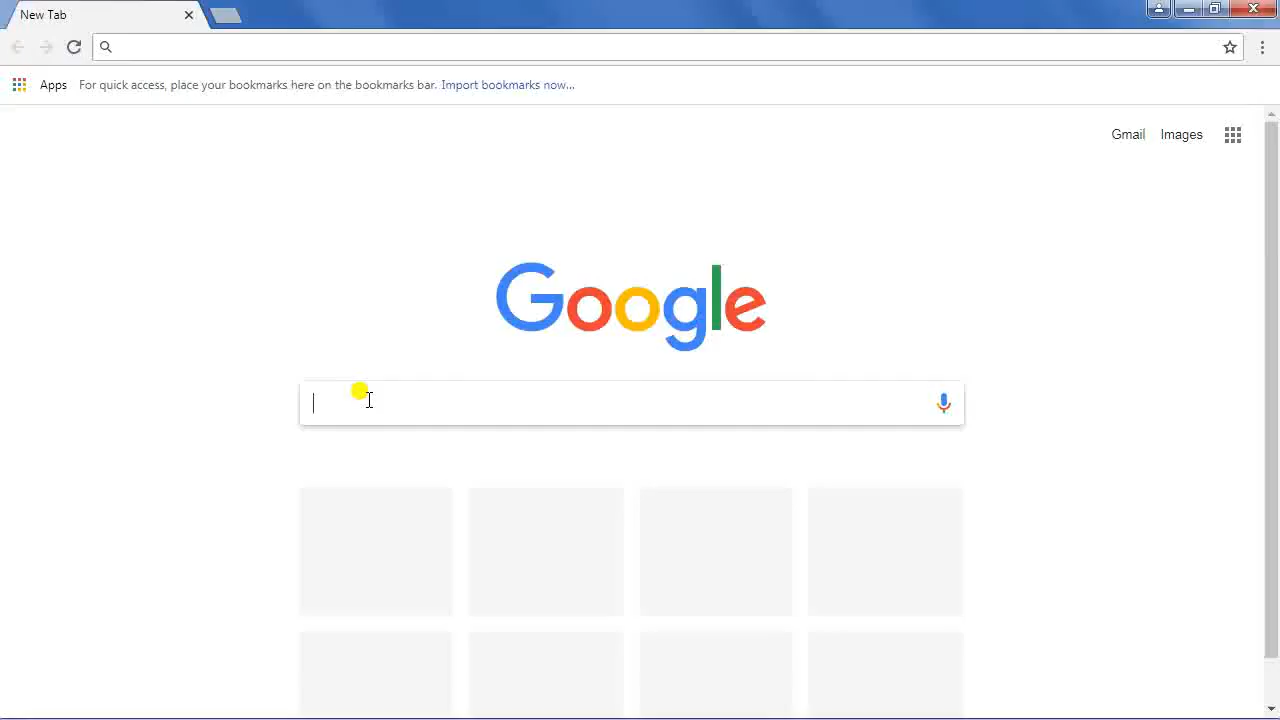 New Tab
Apps For quick access, place your bookmarks here on the bookmarks bar. Import bookmarks now...
Gmail Images
Google